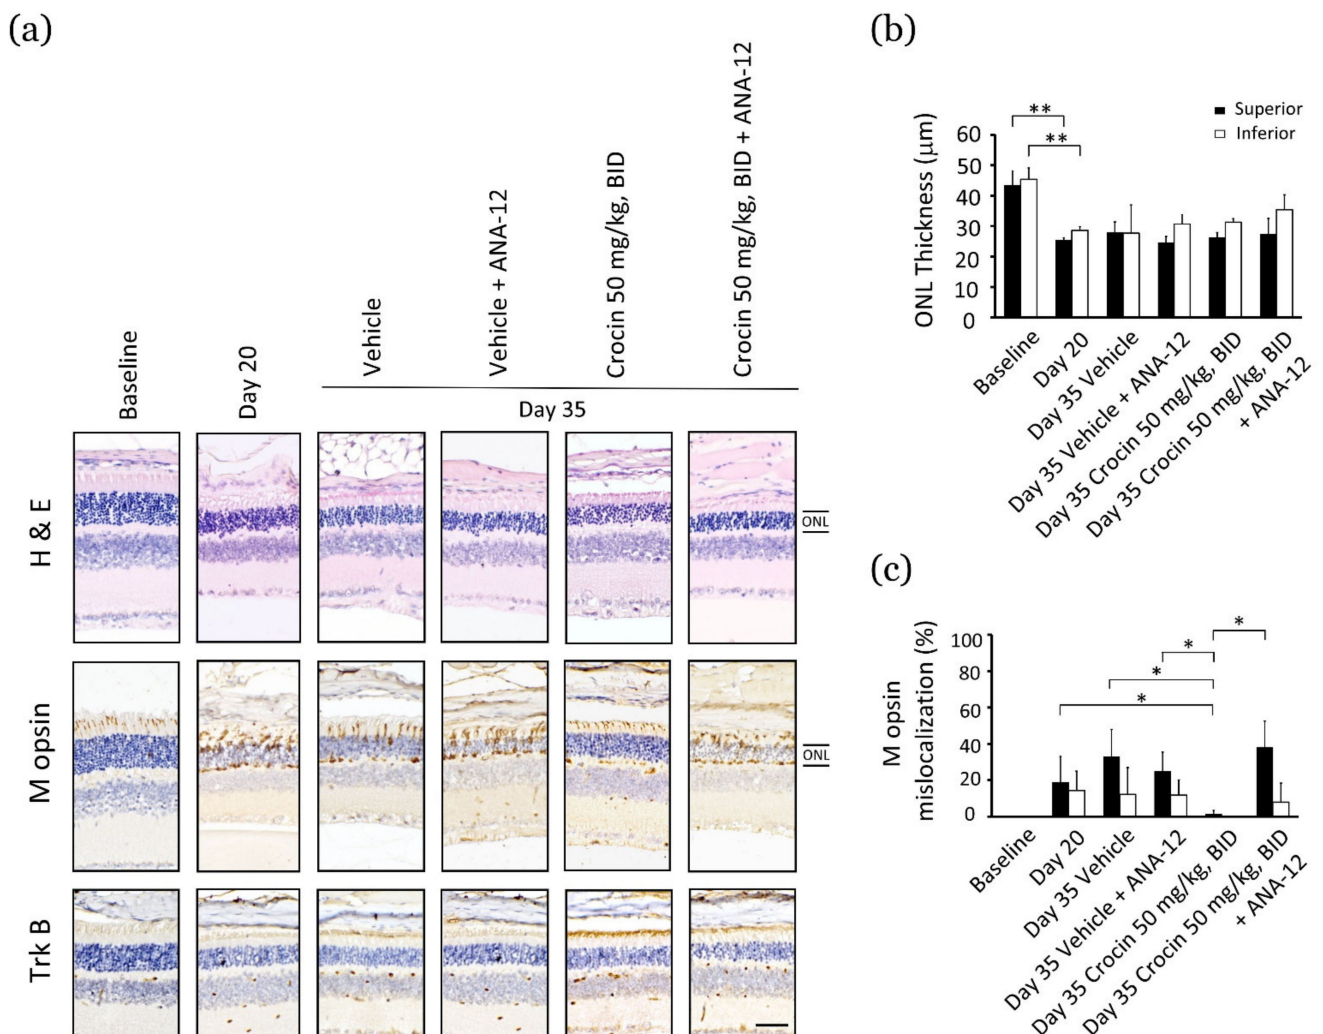 (a)
Baseline
Day 20
Vehicle
Vehicle + ANA-12
Crocin 50 mg/kg, BID
Crocin 50 mg/kg, BID + ANA-12
Day 35
H & E
ONL
M opsin
ONL
Trk B
(b)
Superior
Inferior
ONL Thickness (μm)
60
50
40
30
20
10
0
**
**
Baseline
Day 20
Day 35 Vehicle
Day 35 Vehicle + ANA-12
Day 35 Crocin 50 mg/kg, BID
Day 35 Crocin 50 mg/kg, BID
+ ANA-12
(c)
M opsin
mislocalization (%)
100
80
60
40
20
0
*
*
*
*
Baseline
Day 20
Day 35 Vehicle
Day 35 Vehicle + ANA-12
Day 35 Crocin 50 mg/kg, BID
Day 35 Crocin 50 mg/kg, BID
+ ANA-12